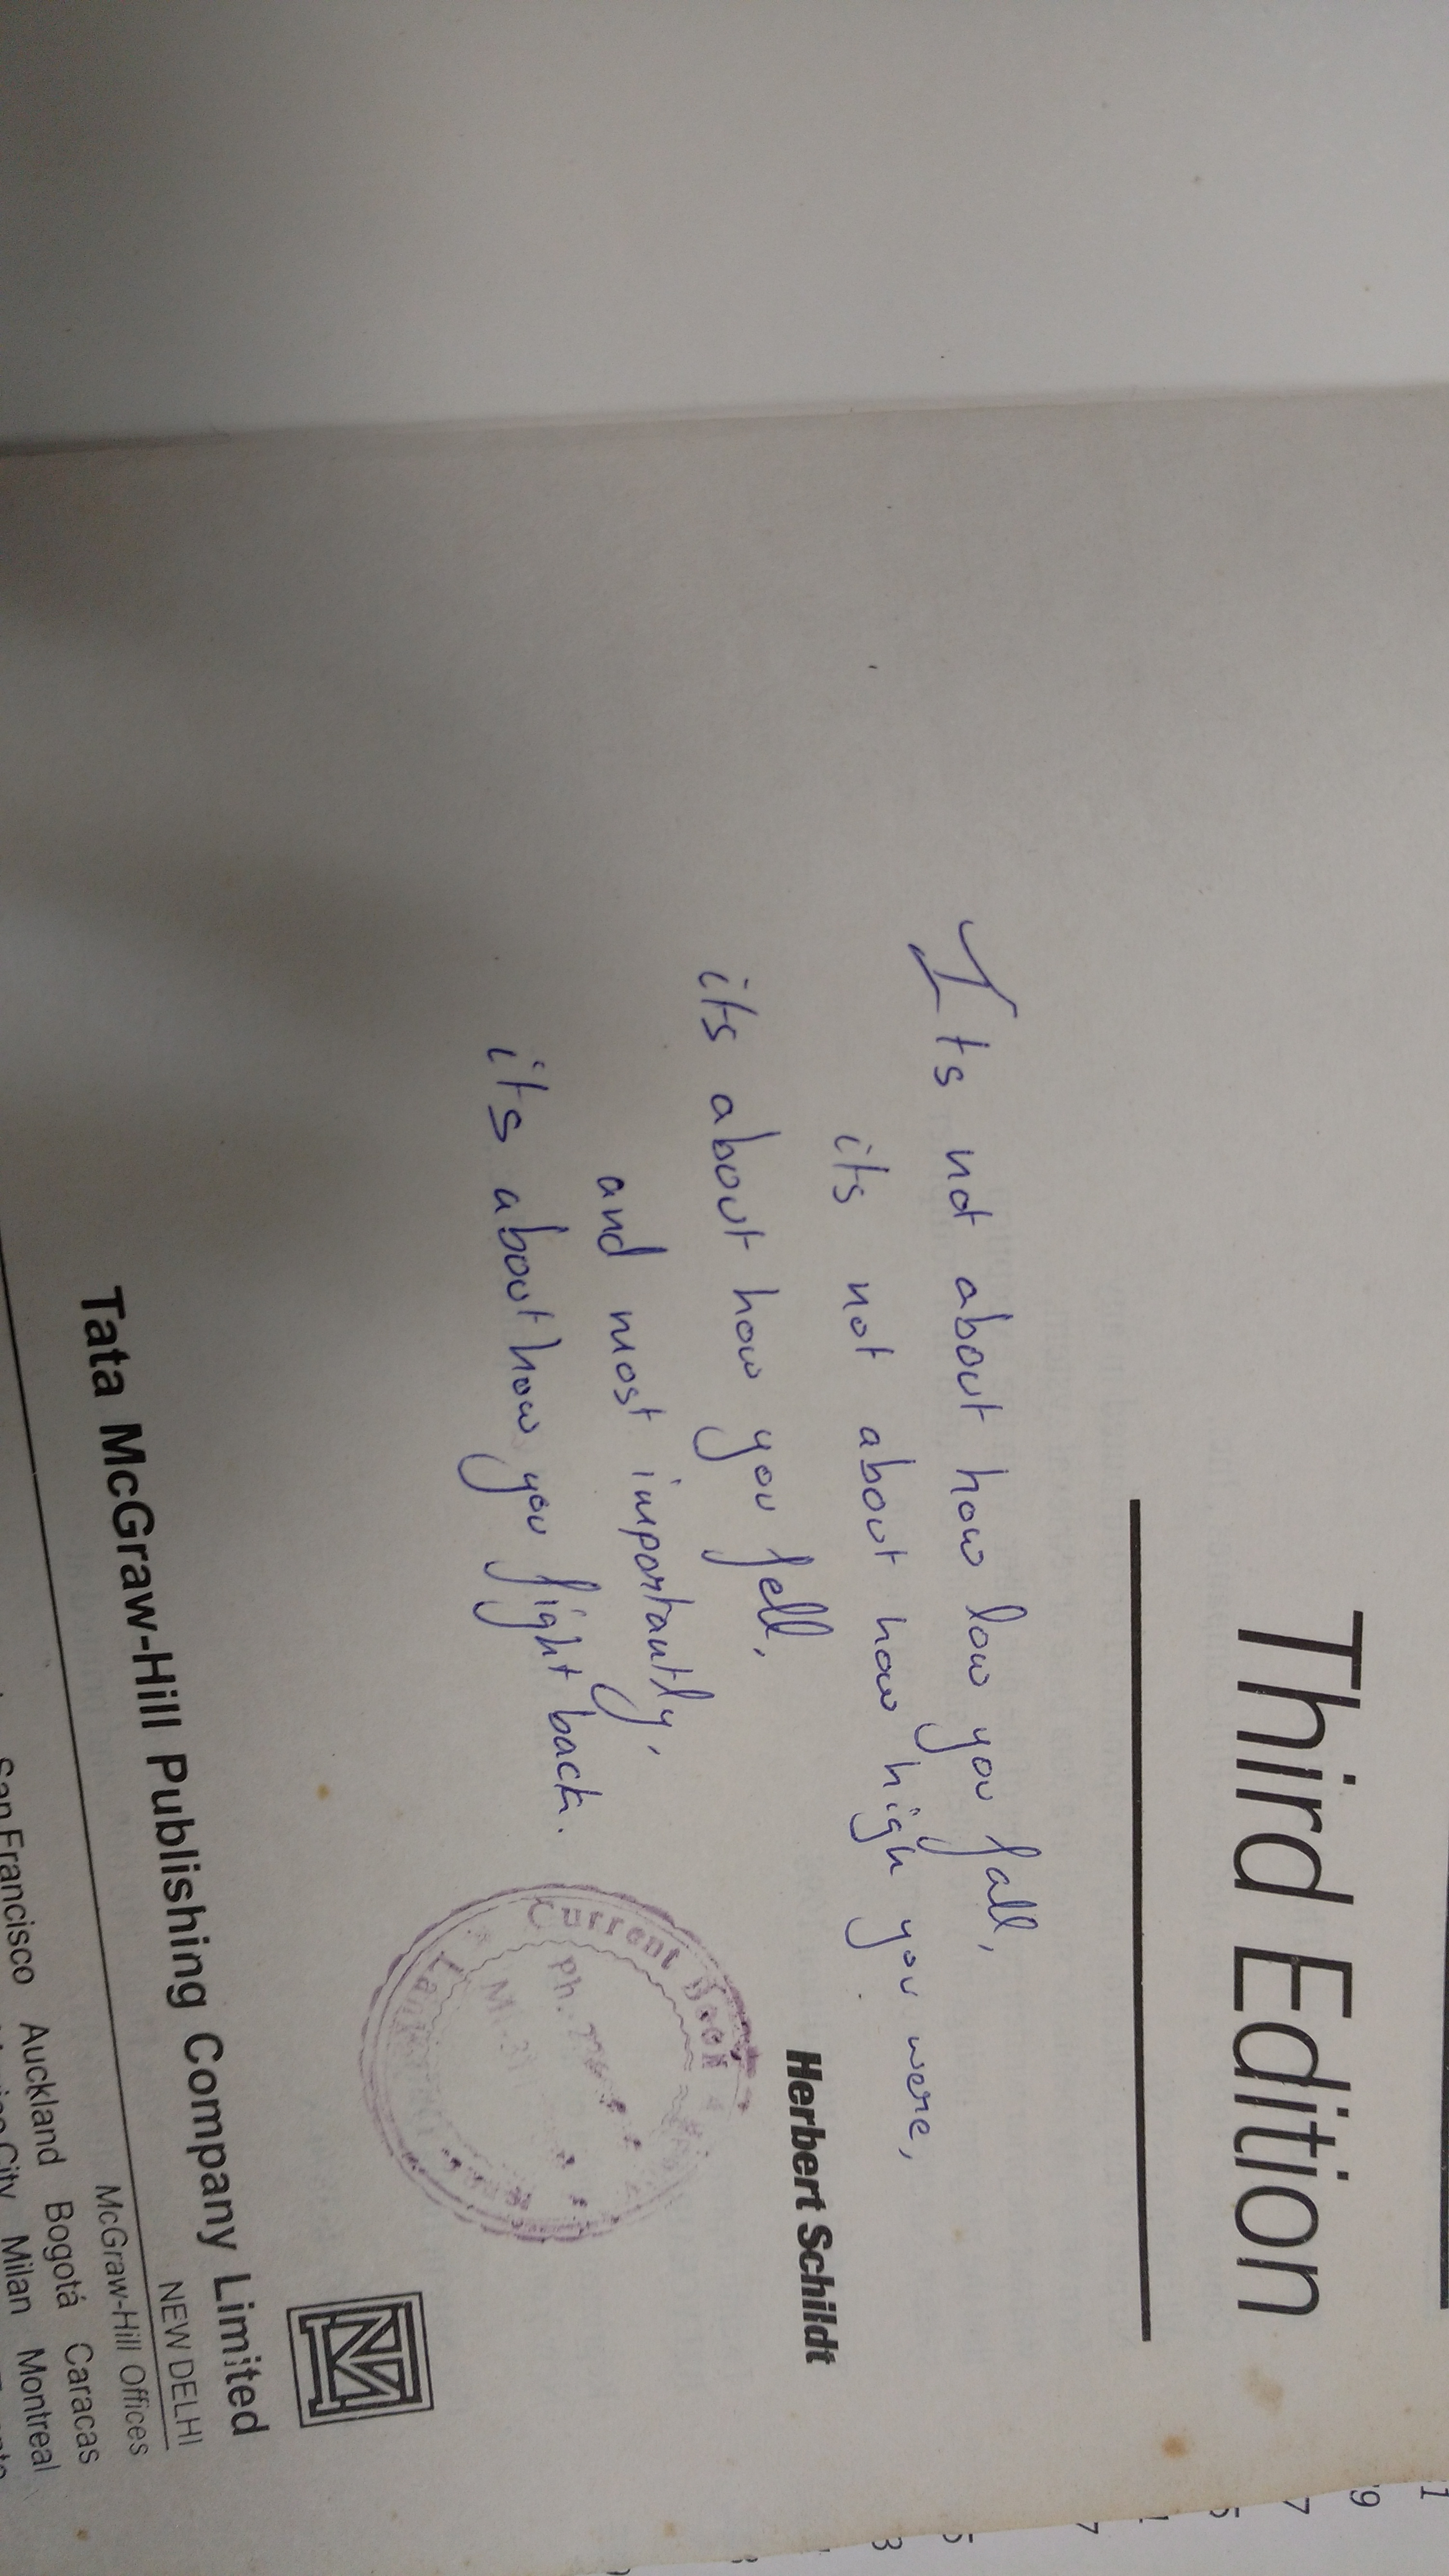 Third Edition
Its not about how low you fall,
its not about how high you were,
Herbert Schildt
its about how you fell,
and most importantly,
its about how you fight back.
Current Book
Ph.
Tata McGraw-Hill Publishing Company Limited
NEW DELHI
McGraw-Hill Offices
San Francisco Auckland Bogotá Caracas
City Milan Montreal